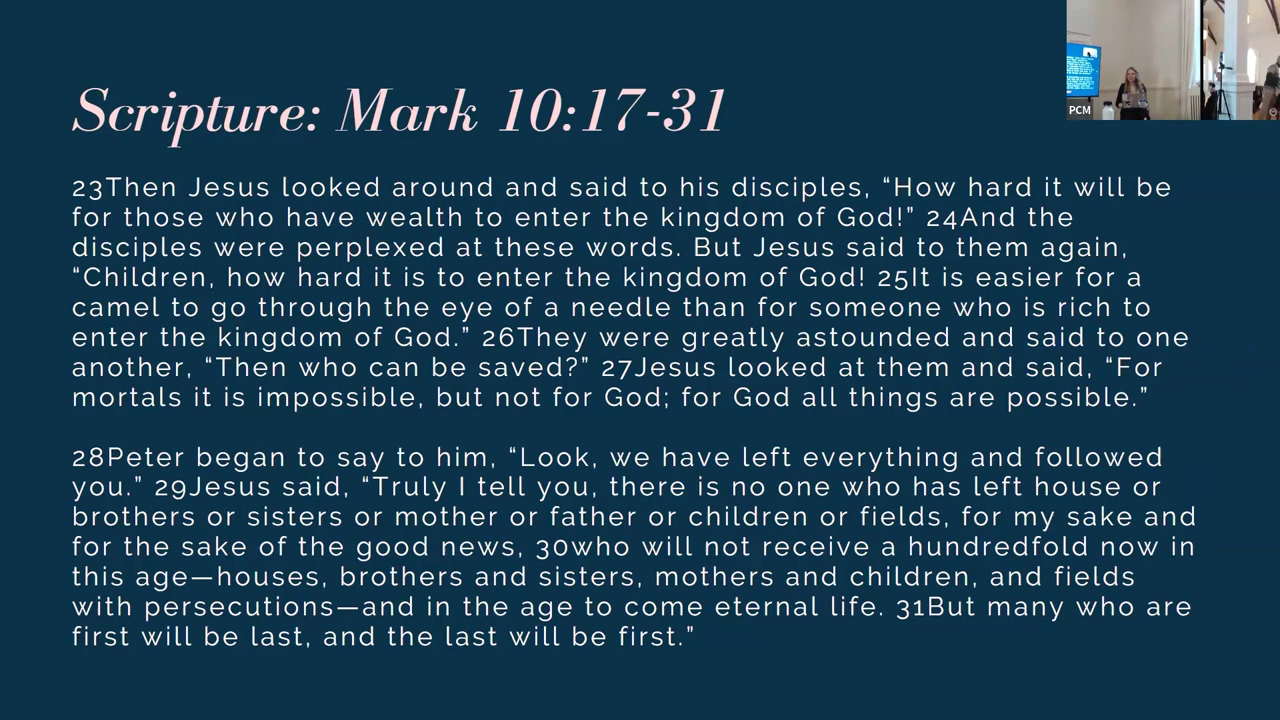 Scripture: Mark 10:17-31
PCM
23Then Jesus looked around and said to his disciples, “How hard it will be
for those who have wealth to enter the kingdom of God!” 24And the
disciples were perplexed at these words. But Jesus said to them again,
“Children, how hard it is to enter the kingdom of God! 25It is easier for a
camel to go through the eye of a needle than for someone who is rich to
enter the kingdom of God.” 26They were greatly astounded and said to one
another, “Then who can be saved?” 27Jesus looked at them and said, “For
mortals it is impossible, but not for God; for God all things are possible.”
28Peter began to say to him, “Look, we have left everything and followed
you.” 29Jesus said, “Truly I tell you, there is no one who has left house or
brothers or sisters or mother or father or children or fields, for my sake and
for the sake of the good news, 30who will not receive a hundredfold now in
this age—houses, brothers and sisters, mothers and children, and fields
with persecutions—and in the age to come eternal life. 31But many who are
first will be last, and the last will be first.”